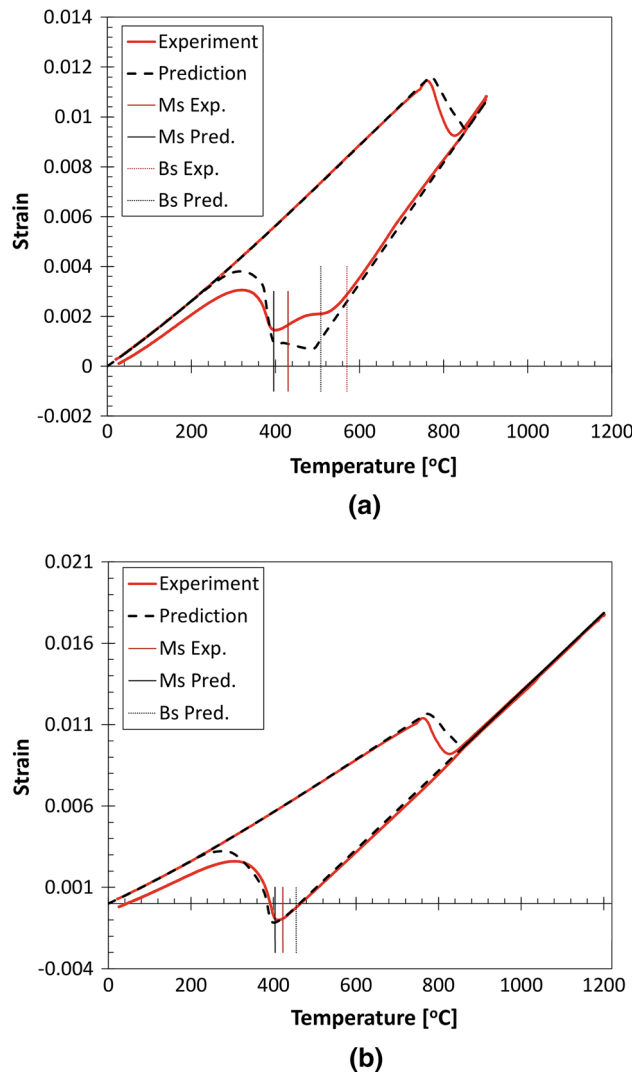 0.014
0.012
0.01
0.008
0.006
0.004
0.002
0
-0.002
Strain
Experiment
Prediction
Ms Exp.
Ms Pred.
Bs Exp.
Bs Pred.
0 200 400 600 800 1000 1200
Temperature [°C]
(a)
0.021
0.016
0.011
0.006
0.001
-0.004
Strain
Experiment
Prediction
Ms Exp.
Ms Pred.
Bs Pred.
0 200 400 600 800 1000 1200
Temperature [°C]
(b)